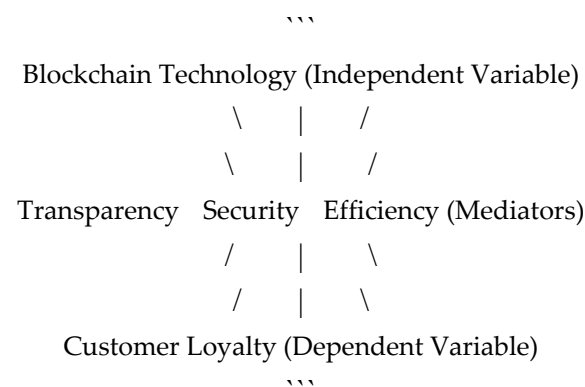 ```
Blockchain Technology (Independent Variable)
\ | /
\ | /
Transparency Security Efficiency (Mediators)
/ | \
/ | \
Customer Loyalty (Dependent Variable)
```